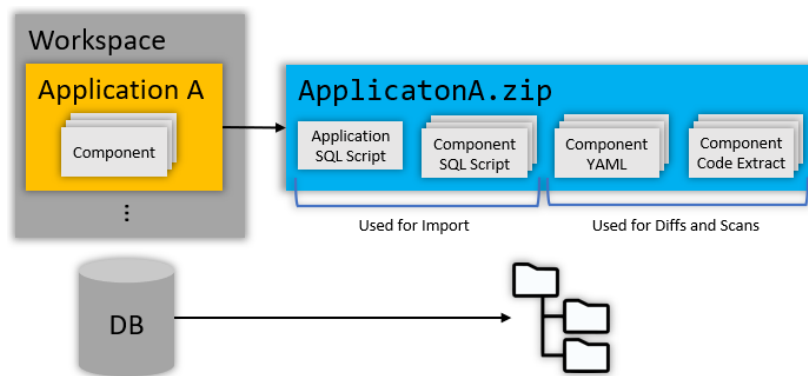 Workspace
Application A
Component
ApplicatonA.zip
Application
SQL Script
Component
SQL Script
Component
YAML
Component
Code Extract
Used for Import
Used for Diffs and Scans
DB